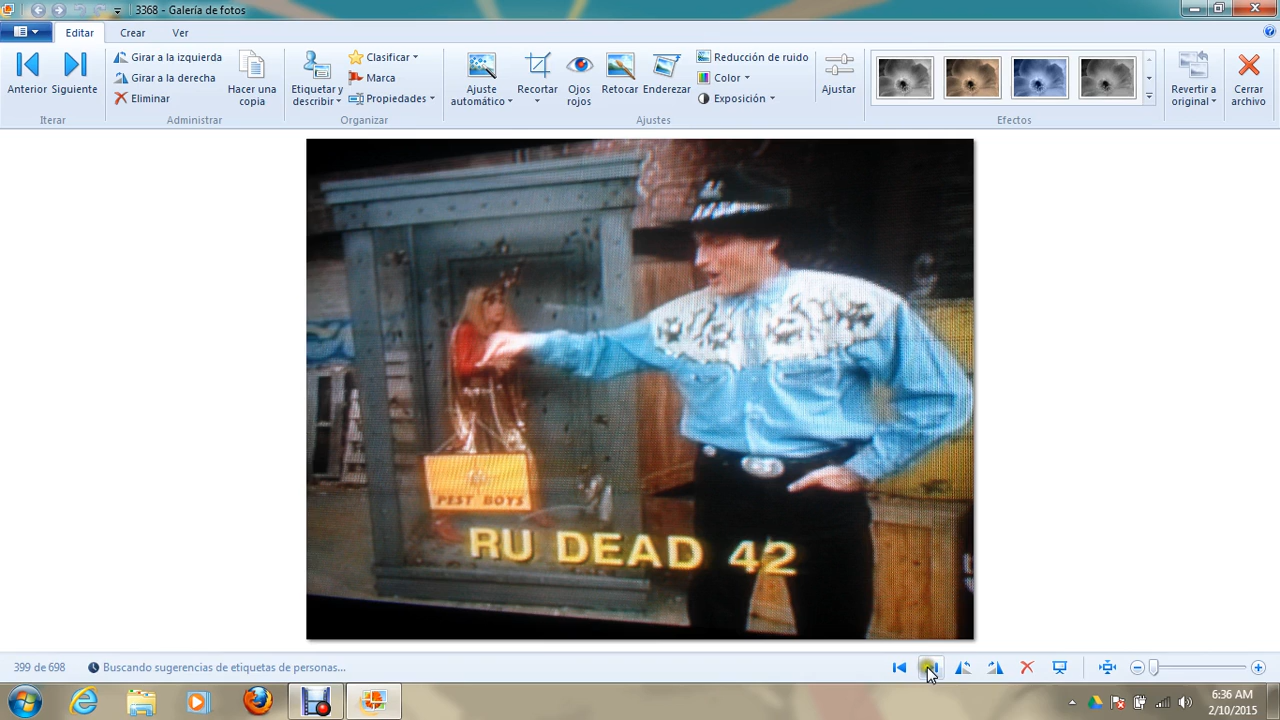 3368 - Galería de fotos
Editar
Crear
Ver
Anterior
Siguiente
Iterar
Girar a la izquierda
Girar a la derecha
Eliminar
Hacer una copia
Administrar
Etiquetar y describir
Clasificar
Marca
Propiedades
Organizar
Ajuste automático
Recortar
Ojos rojos
Retocar
Enderezar
Reducción de ruido
Color
Exposición
Ajustar
Ajustes
Efectos
Revertir a original
Cerrar archivo
PEST BOYS
RU DEAD 42
399 de 698
Buscando sugerencias de etiquetas de personas...
6:36 AM
2/10/2015